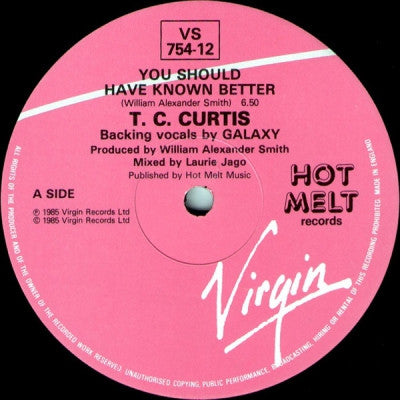 VS
754-12
YOU SHOULD
HAVE KNOWN BETTER
(William Alexander Smith) 6.50
T. C. CURTIS
Backing vocals by GALAXY
Produced by William Alexander Smith
Mixed by Laurie Jago
Published by Hot Melt Music
A SIDE
℗ 1985 Virgin Records Ltd
© 1985 Virgin Records Ltd
HOT
MELT
records
Virgin
ALL RIGHTS OF THE PRODUCER AND OF THE OWNER OF THE RECORDED WORK RESERVED. UNAUTHORISED COPYING, PUBLIC PERFORMANCE, BROADCASTING, HIRING OR RENTAL OF THIS RECORDING PROHIBITED. MADE IN ENGLAND.